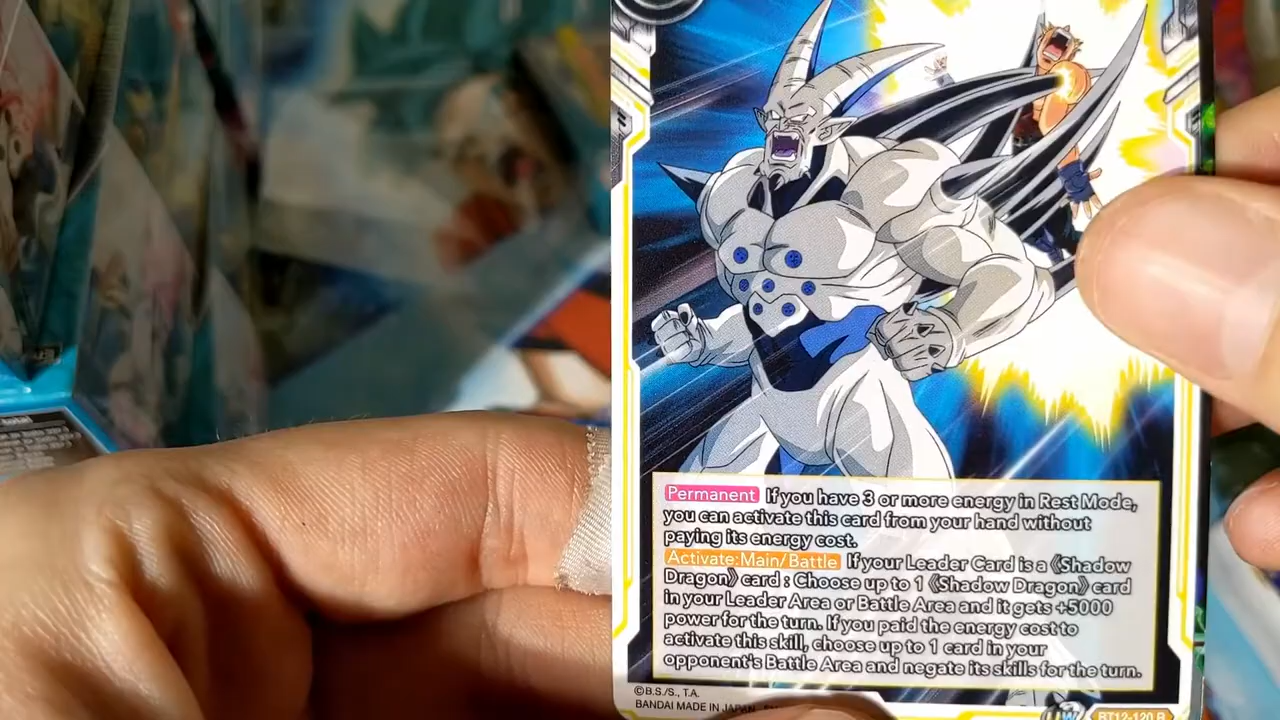 Permanent If you have 3 or more energy in Rest Mode,
you can activate this card from your hand without
paying its energy cost.
Activate:Main/Battle If your Leader Card is a 《Shadow
Dragon》 card : Choose up to 1 《Shadow Dragon》 card
in your Leader Area or Battle Area and it gets +5000
power for the turn. If you paid the energy cost to
activate this skill, choose up to 1 card in your
opponent's Battle Area and negate its skills for the turn.
©B.S./S., T.A.
BANDAI MADE IN JAPAN
UW BT12-120 R